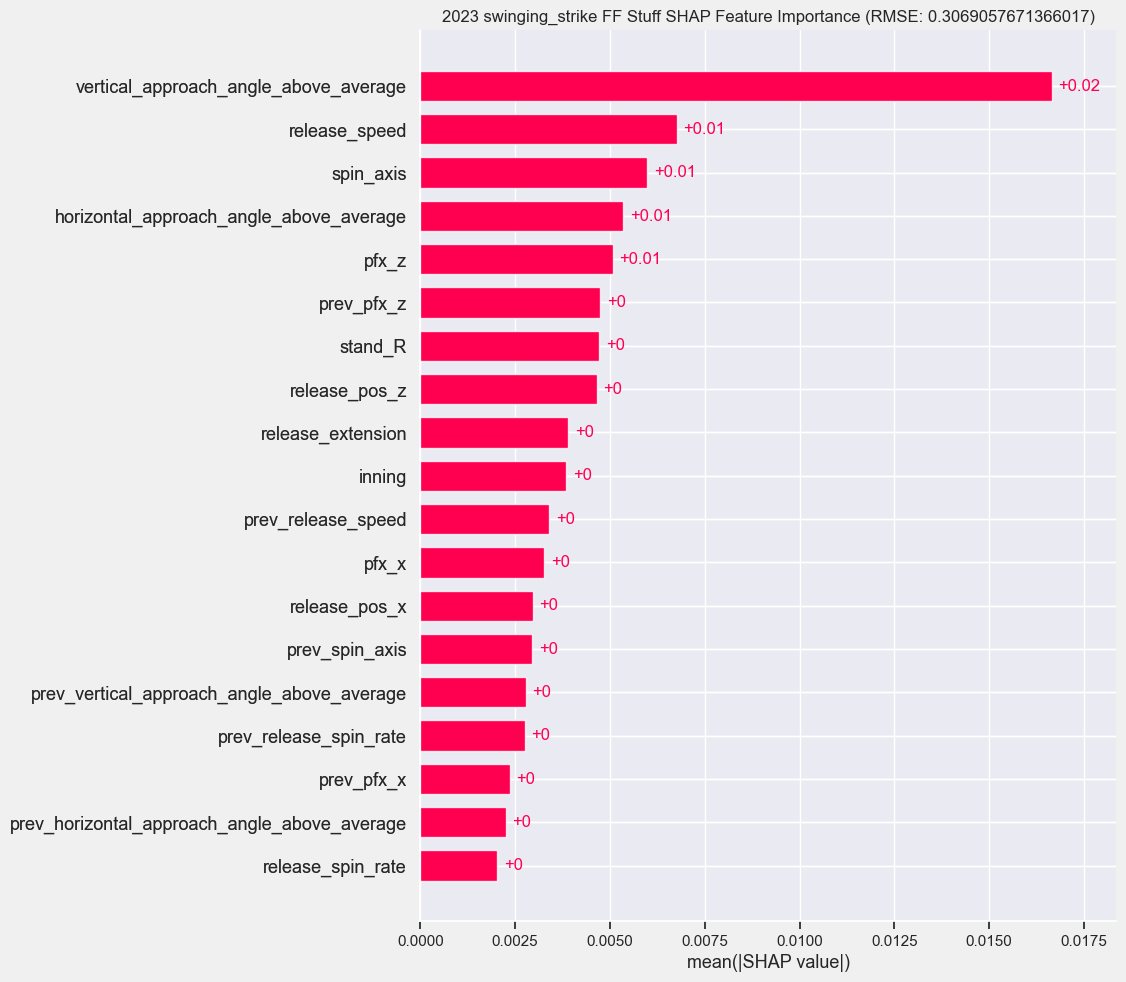 2023 swinging_strike FF Stuff SHAP Feature Importance (RMSE: 0.3069057671366017)
vertical_approach_angle_above_average +0.02
release_speed +0.01
spin_axis +0.01
horizontal_approach_angle_above_average +0.01
pfx_z +0.01
prev_pfx_z +0
stand_R +0
release_pos_z +0
release_extension +0
inning +0
prev_release_speed +0
pfx_x +0
release_pos_x +0
prev_spin_axis +0
prev_vertical_approach_angle_above_average +0
prev_release_spin_rate +0
prev_pfx_x +0
prev_horizontal_approach_angle_above_average +0
release_spin_rate +0
0.0000 0.0025 0.0050 0.0075 0.0100 0.0125 0.0150 0.0175
mean(|SHAP value|)